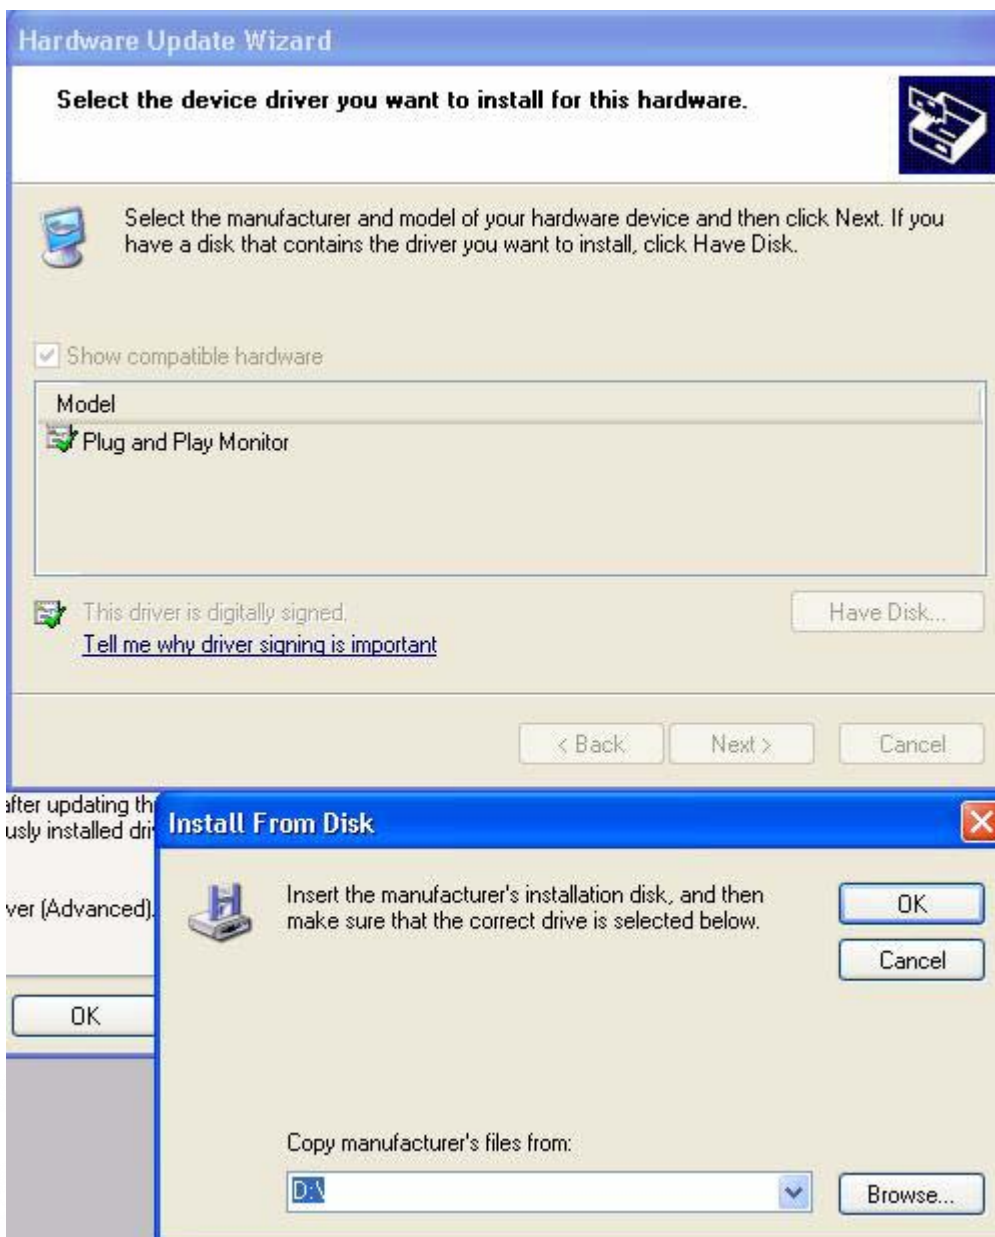 Hardware Update Wizard
Select the device driver you want to install for this hardware.
Select the manufacturer and model of your hardware device and then click Next. If you
have a disk that contains the driver you want to install, click Have Disk.
Show compatible hardware
Model
Plug and Play Monitor
This driver is digitally signed.
Have Disk...
Tell me why driver signing is important
< Back
Next >
Cancel
after updating th
usly installed dri
ver (Advanced).
OK
Install From Disk
Insert the manufacturer's installation disk, and then
make sure that the correct drive is selected below.
OK
Cancel
Copy manufacturer's files from:
D:\
Browse...